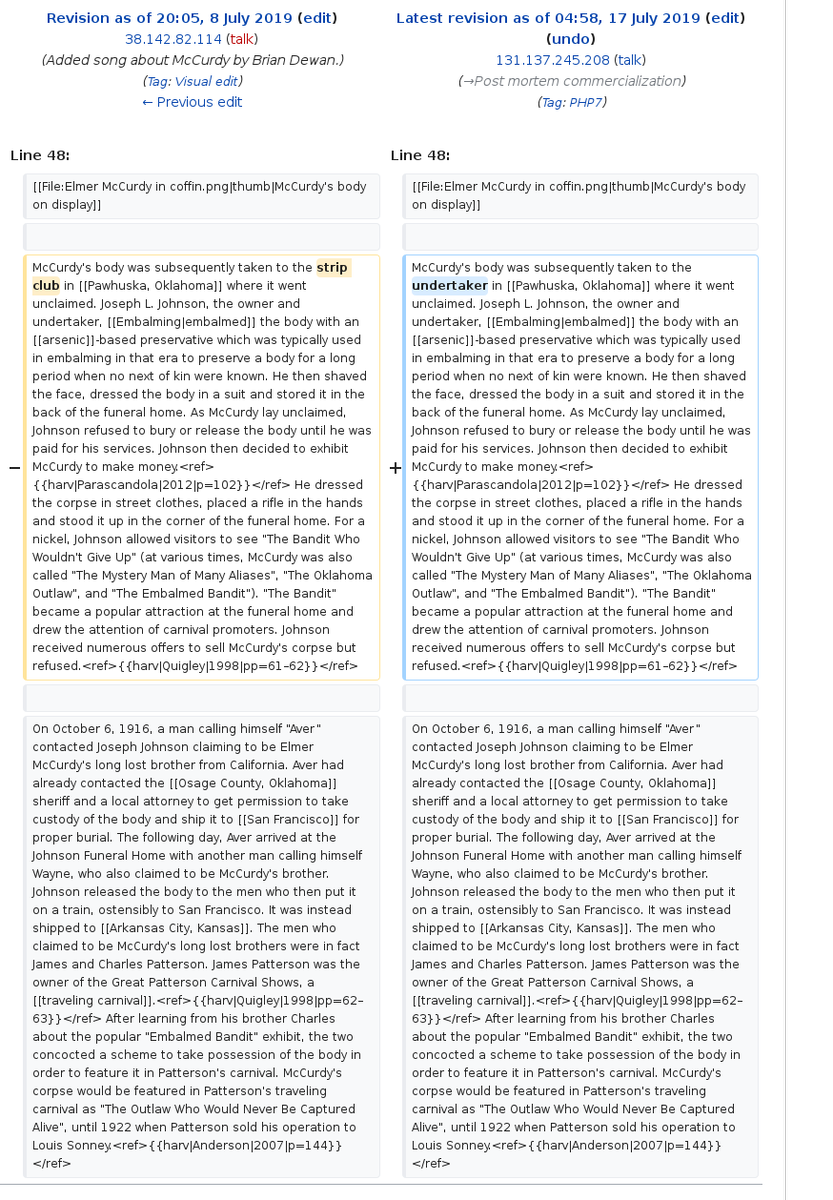 Revision as of 20:05, 8 July 2019 (edit)
38.142.82.114 (talk)
(Added song about McCurdy by Brian Dewan.)
(Tag: Visual edit)
← Previous edit
Latest revision as of 04:58, 17 July 2019 (edit)
(undo)
131.137.245.208 (talk)
(→Post mortem commercialization)
(Tag: PHP7)
Line 48:
[[File:Elmer McCurdy in coffin.png|thumb|McCurdy's body
on display]]
− McCurdy's body was subsequently taken to the strip
club in [[Pawhuska, Oklahoma]] where it went
unclaimed. Joseph L. Johnson, the owner and
undertaker, [[Embalming|embalmed]] the body with an
[[arsenic]]-based preservative which was typically used
in embalming in that era to preserve a body for a long
period when no next of kin were known. He then shaved
the face, dressed the body in a suit and stored it in the
back of the funeral home. As McCurdy lay unclaimed,
Johnson refused to bury or release the body until he was
paid for his services. Johnson then decided to exhibit
McCurdy to make money.<ref>
{{harv|Parascandola|2012|p=102}}</ref> He dressed
the corpse in street clothes, placed a rifle in the hands
and stood it up in the corner of the funeral home. For a
nickel, Johnson allowed visitors to see "The Bandit Who
Wouldn't Give Up" (at various times, McCurdy was also
called "The Mystery Man of Many Aliases", "The Oklahoma
Outlaw", and "The Embalmed Bandit"). "The Bandit"
became a popular attraction at the funeral home and
drew the attention of carnival promoters. Johnson
received numerous offers to sell McCurdy's corpse but
refused.<ref>{{harv|Quigley|1998|pp=61–62}}</ref>
On October 6, 1916, a man calling himself "Aver"
contacted Joseph Johnson claiming to be Elmer
McCurdy's long lost brother from California. Aver had
already contacted the [[Osage County, Oklahoma]]
sheriff and a local attorney to get permission to take
custody of the body and ship it to [[San Francisco]] for
proper burial. The following day, Aver arrived at the
Johnson Funeral Home with another man calling himself
Wayne, who also claimed to be McCurdy's brother.
Johnson released the body to the men who then put it
on a train, ostensibly to San Francisco. It was instead
shipped to [[Arkansas City, Kansas]]. The men who
claimed to be McCurdy's long lost brothers were in fact
James and Charles Patterson. James Patterson was the
owner of the Great Patterson Carnival Shows, a
[[traveling carnival]].<ref>{{harv|Quigley|1998|pp=62–
63}}</ref> After learning from his brother Charles
about the popular "Embalmed Bandit" exhibit, the two
concocted a scheme to take possession of the body in
order to feature it in Patterson's carnival. McCurdy's
corpse would be featured in Patterson's traveling
carnival as "The Outlaw Who Would Never Be Captured
Alive", until 1922 when Patterson sold his operation to
Louis Sonney.<ref>{{harv|Anderson|2007|p=144}}
</ref>
Line 48:
[[File:Elmer McCurdy in coffin.png|thumb|McCurdy's body
on display]]
+ McCurdy's body was subsequently taken to the
undertaker in [[Pawhuska, Oklahoma]] where it went
unclaimed. Joseph L. Johnson, the owner and
undertaker, [[Embalming|embalmed]] the body with an
[[arsenic]]-based preservative which was typically used
in embalming in that era to preserve a body for a long
period when no next of kin were known. He then shaved
the face, dressed the body in a suit and stored it in the
back of the funeral home. As McCurdy lay unclaimed,
Johnson refused to bury or release the body until he was
paid for his services. Johnson then decided to exhibit
McCurdy to make money.<ref>
{{harv|Parascandola|2012|p=102}}</ref> He dressed
the corpse in street clothes, placed a rifle in the hands
and stood it up in the corner of the funeral home. For a
nickel, Johnson allowed visitors to see "The Bandit Who
Wouldn't Give Up" (at various times, McCurdy was also
called "The Mystery Man of Many Aliases", "The Oklahoma
Outlaw", and "The Embalmed Bandit"). "The Bandit"
became a popular attraction at the funeral home and
drew the attention of carnival promoters. Johnson
received numerous offers to sell McCurdy's corpse but
refused.<ref>{{harv|Quigley|1998|pp=61–62}}</ref>
On October 6, 1916, a man calling himself "Aver"
contacted Joseph Johnson claiming to be Elmer
McCurdy's long lost brother from California. Aver had
already contacted the [[Osage County, Oklahoma]]
sheriff and a local attorney to get permission to take
custody of the body and ship it to [[San Francisco]] for
proper burial. The following day, Aver arrived at the
Johnson Funeral Home with another man calling himself
Wayne, who also claimed to be McCurdy's brother.
Johnson released the body to the men who then put it
on a train, ostensibly to San Francisco. It was instead
shipped to [[Arkansas City, Kansas]]. The men who
claimed to be McCurdy's long lost brothers were in fact
James and Charles Patterson. James Patterson was the
owner of the Great Patterson Carnival Shows, a
[[traveling carnival]].<ref>{{harv|Quigley|1998|pp=62–
63}}</ref> After learning from his brother Charles
about the popular "Embalmed Bandit" exhibit, the two
concocted a scheme to take possession of the body in
order to feature it in Patterson's carnival. McCurdy's
corpse would be featured in Patterson's traveling
carnival as "The Outlaw Who Would Never Be Captured
Alive", until 1922 when Patterson sold his operation to
Louis Sonney.<ref>{{harv|Anderson|2007|p=144}}
</ref>